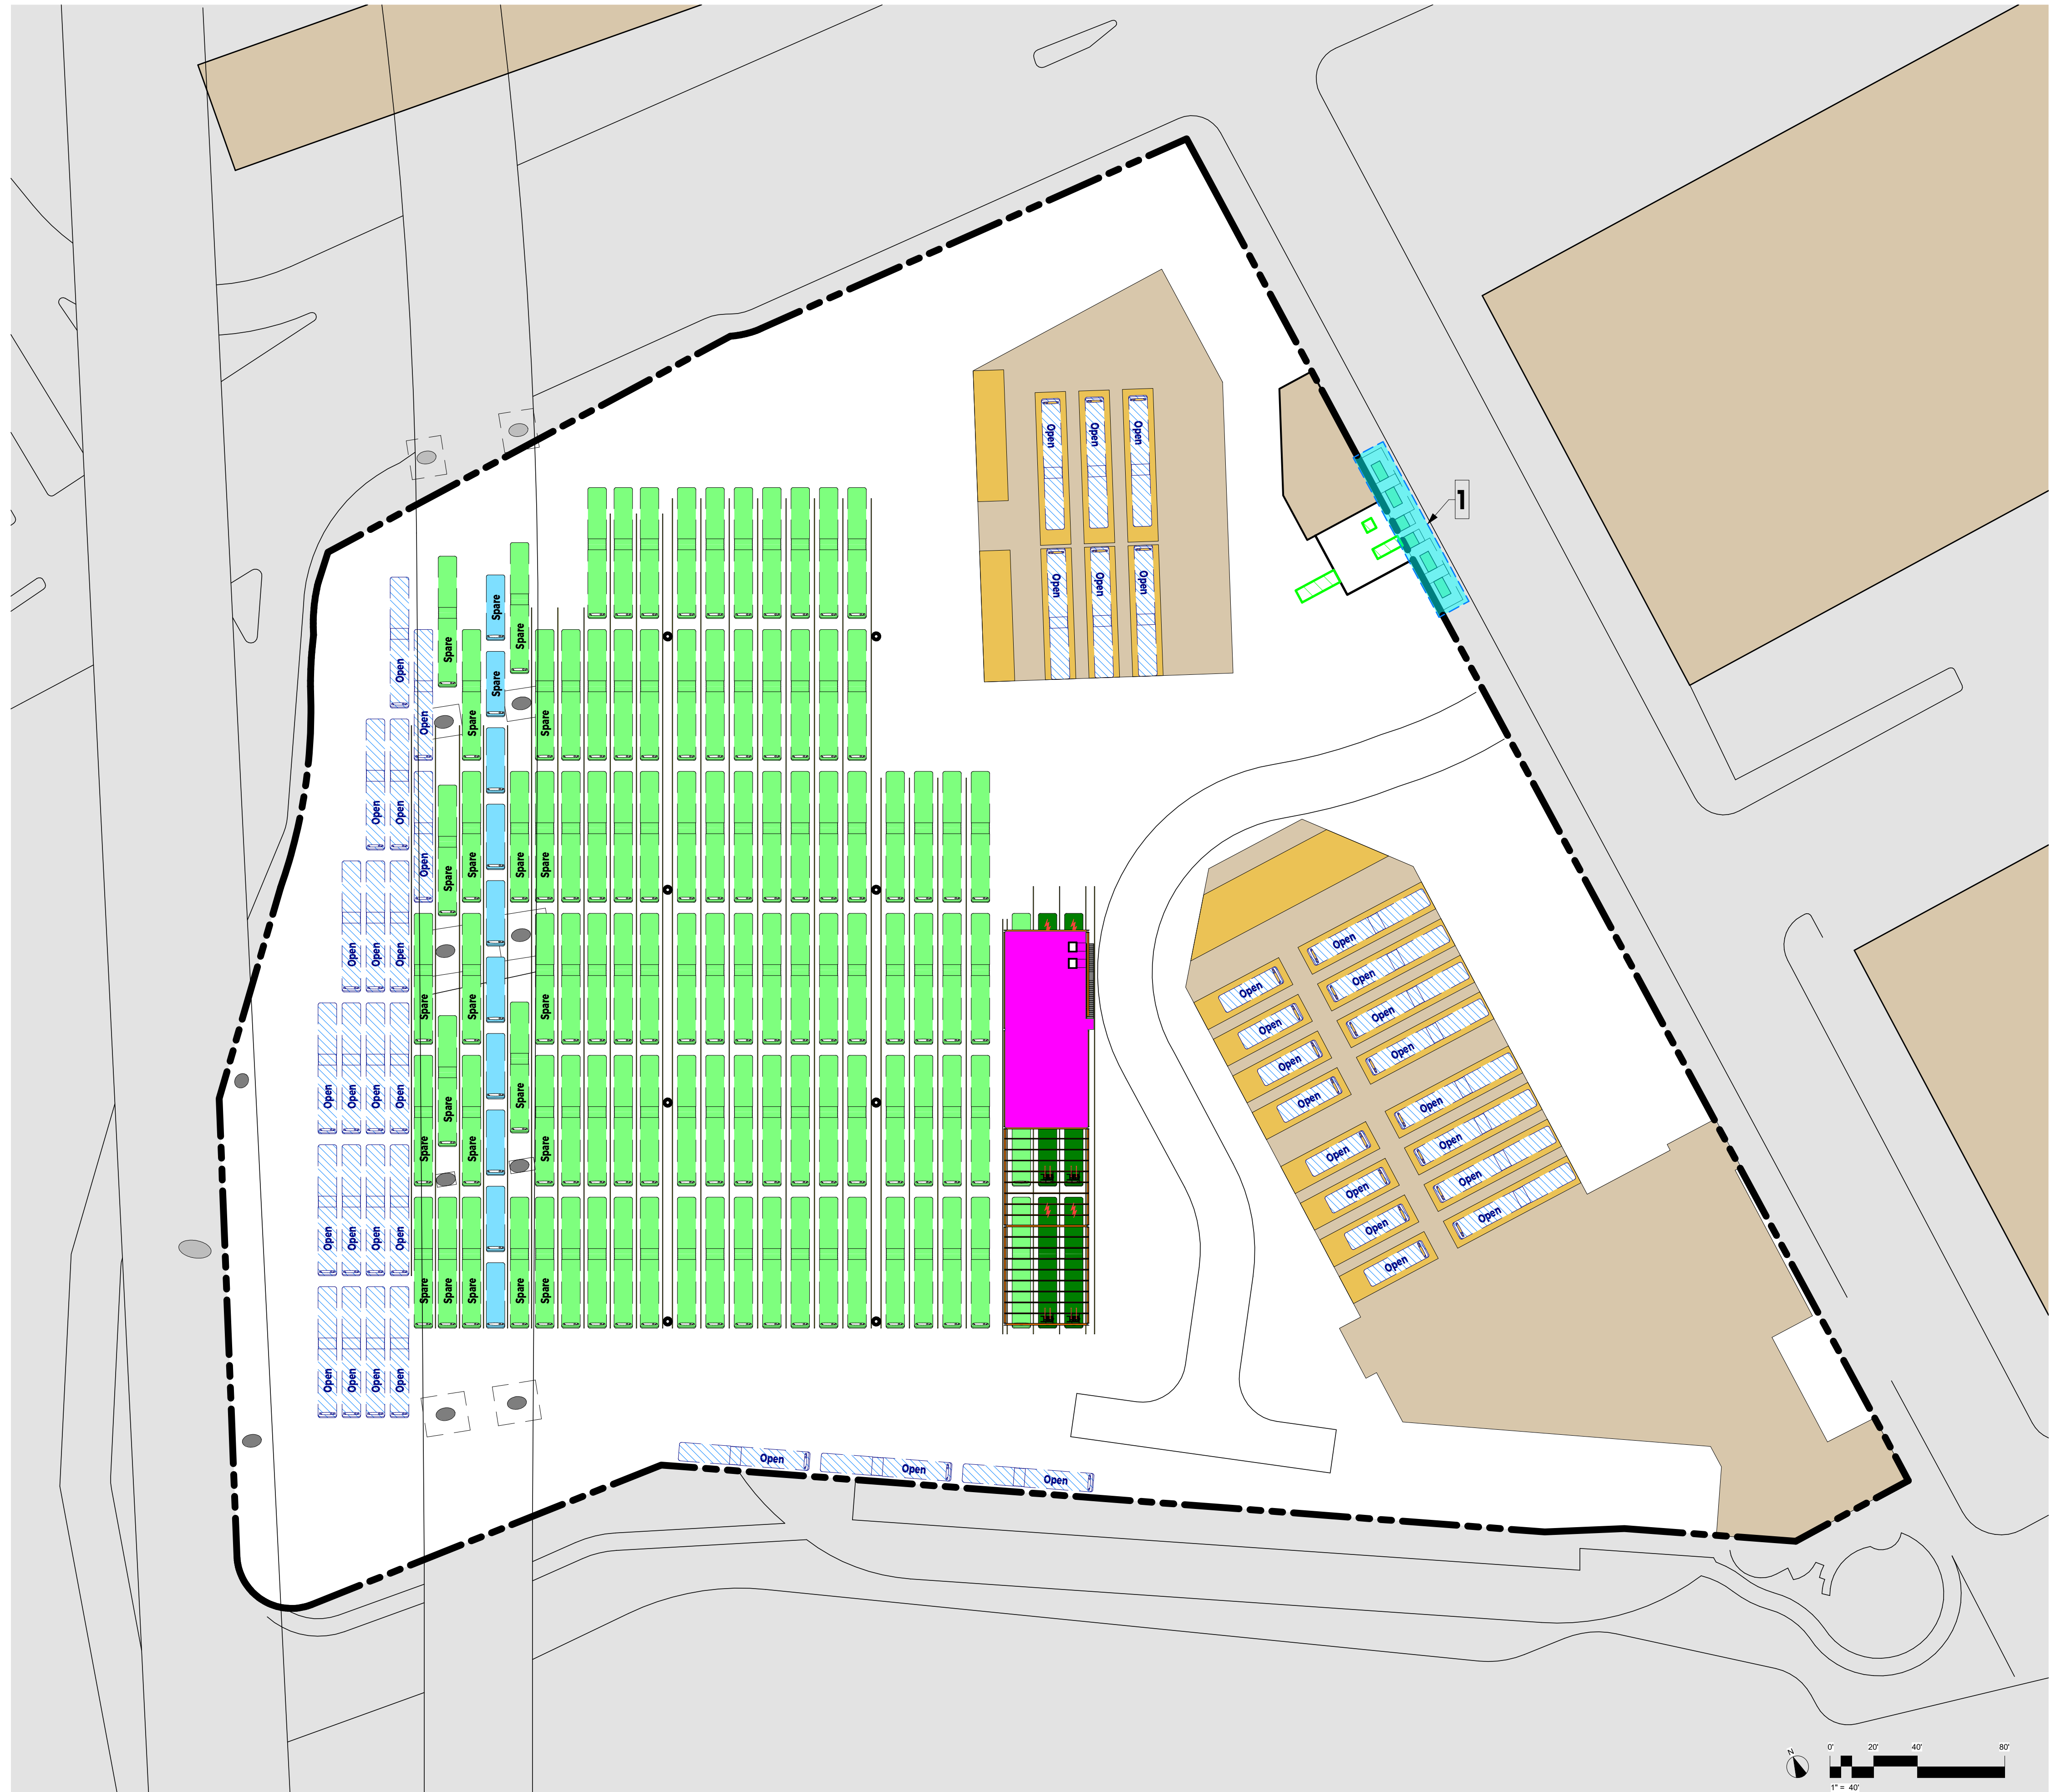 Open Open Open
1
Open Open Open
Spare
Spare Spare
Open Spare
Open Spare Spare
Open Open
Open Spare Spare Spare Spare
Open Open Open
Open
Open
Open
Open
Open
Open
Open
Open
Spare Spare Spare
Open
Open
Open
Open
Open Open Open Open Spare Spare
Spare Spare Spare
Open
Open
Open
Open
Open Open Open Open
Spare Spare Spare Spare Spare
Open Open Open Open
Open Open Open
N
0' 20' 40' 80'
1" = 40'